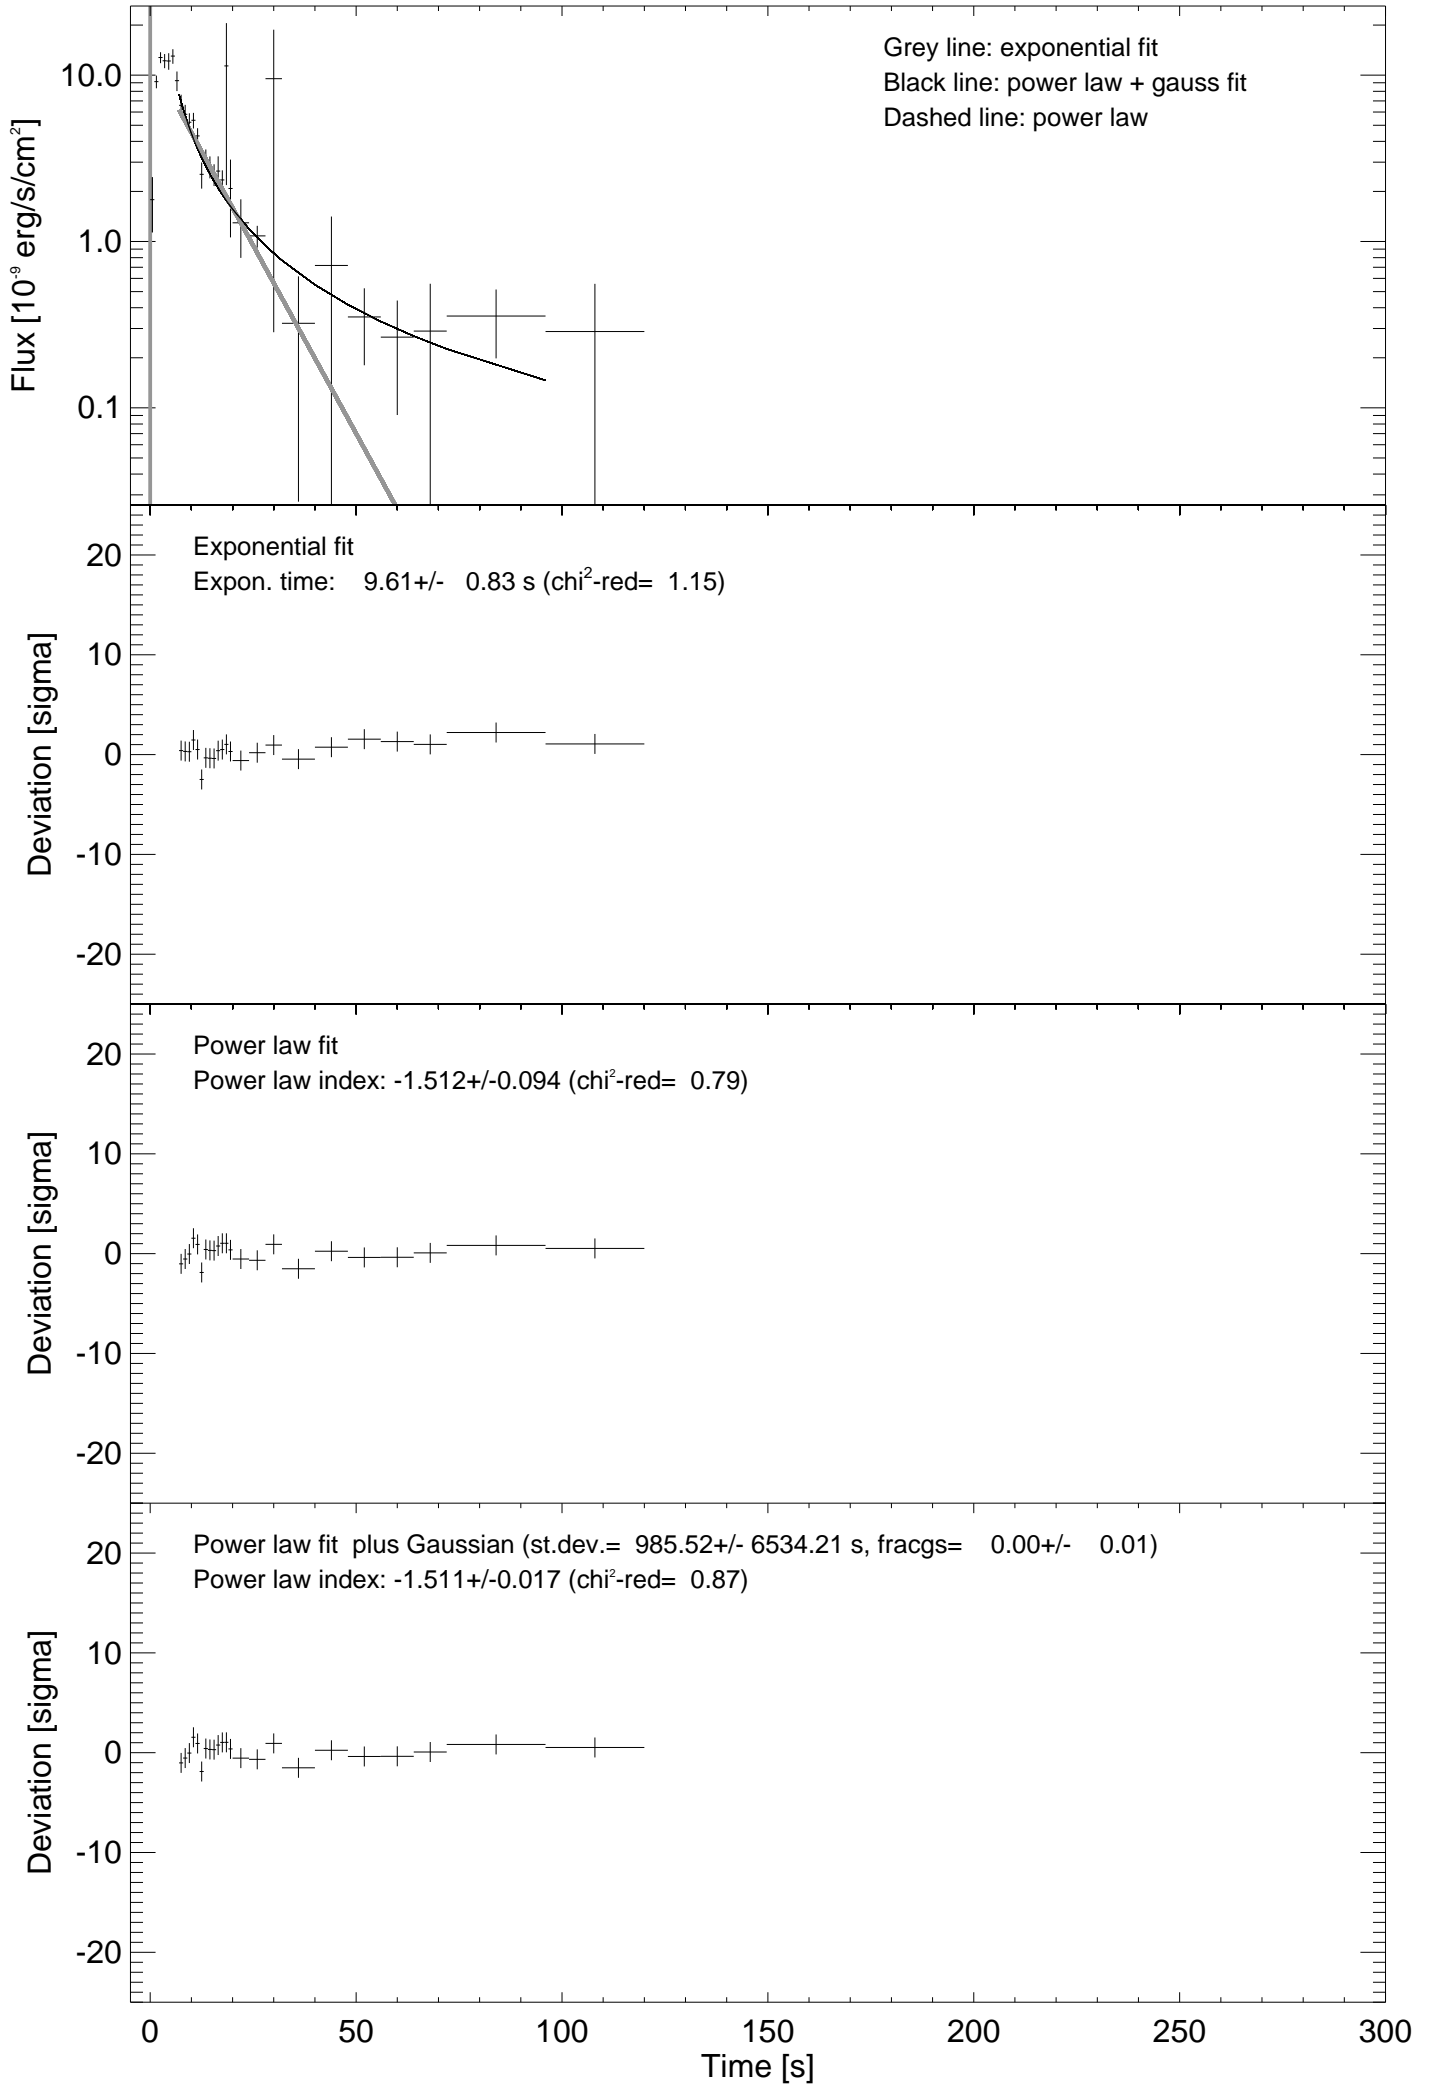 Grey line: exponential fit
Black line: power law + gauss fit
Dashed line: power law
10.0
1.0
0.1
Flux [10⁻⁹ erg/s/cm²]
Exponential fit
Expon. time: 9.61+/- 0.83 s (chi²-red= 1.15)
20
10
0
-10
-20
Deviation [sigma]
Power law fit
Power law index: -1.512+/-0.094 (chi²-red= 0.79)
20
10
0
-10
-20
Deviation [sigma]
Power law fit plus Gaussian (st.dev.= 985.52+/- 6534.21 s, fracgs= 0.00+/- 0.01)
Power law index: -1.511+/-0.017 (chi²-red= 0.87)
20
10
0
-10
-20
Deviation [sigma]
0 50 100 150 200 250 300
Time [s]